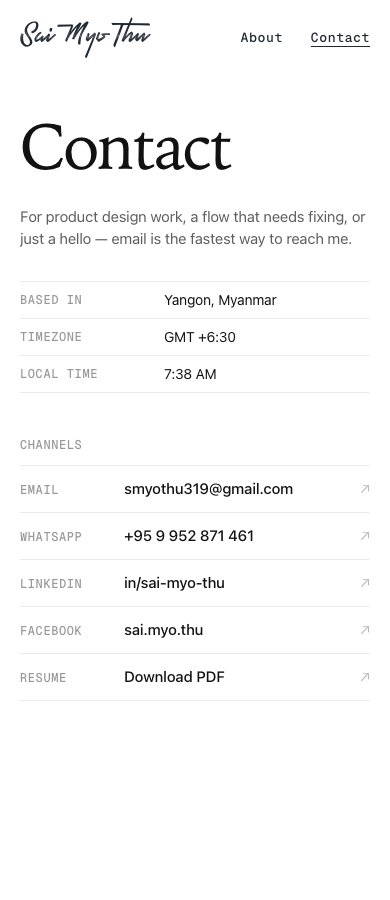 Sai Myo Thu
About Contact
Contact
For product design work, a flow that needs fixing, or
just a hello — email is the fastest way to reach me.
BASED IN Yangon, Myanmar
TIMEZONE GMT +6:30
LOCAL TIME 7:38 AM
CHANNELS
EMAIL smyothu319@gmail.com ↗
WHATSAPP +95 9 952 871 461 ↗
LINKEDIN in/sai-myo-thu ↗
FACEBOOK sai.myo.thu ↗
RESUME Download PDF ↗